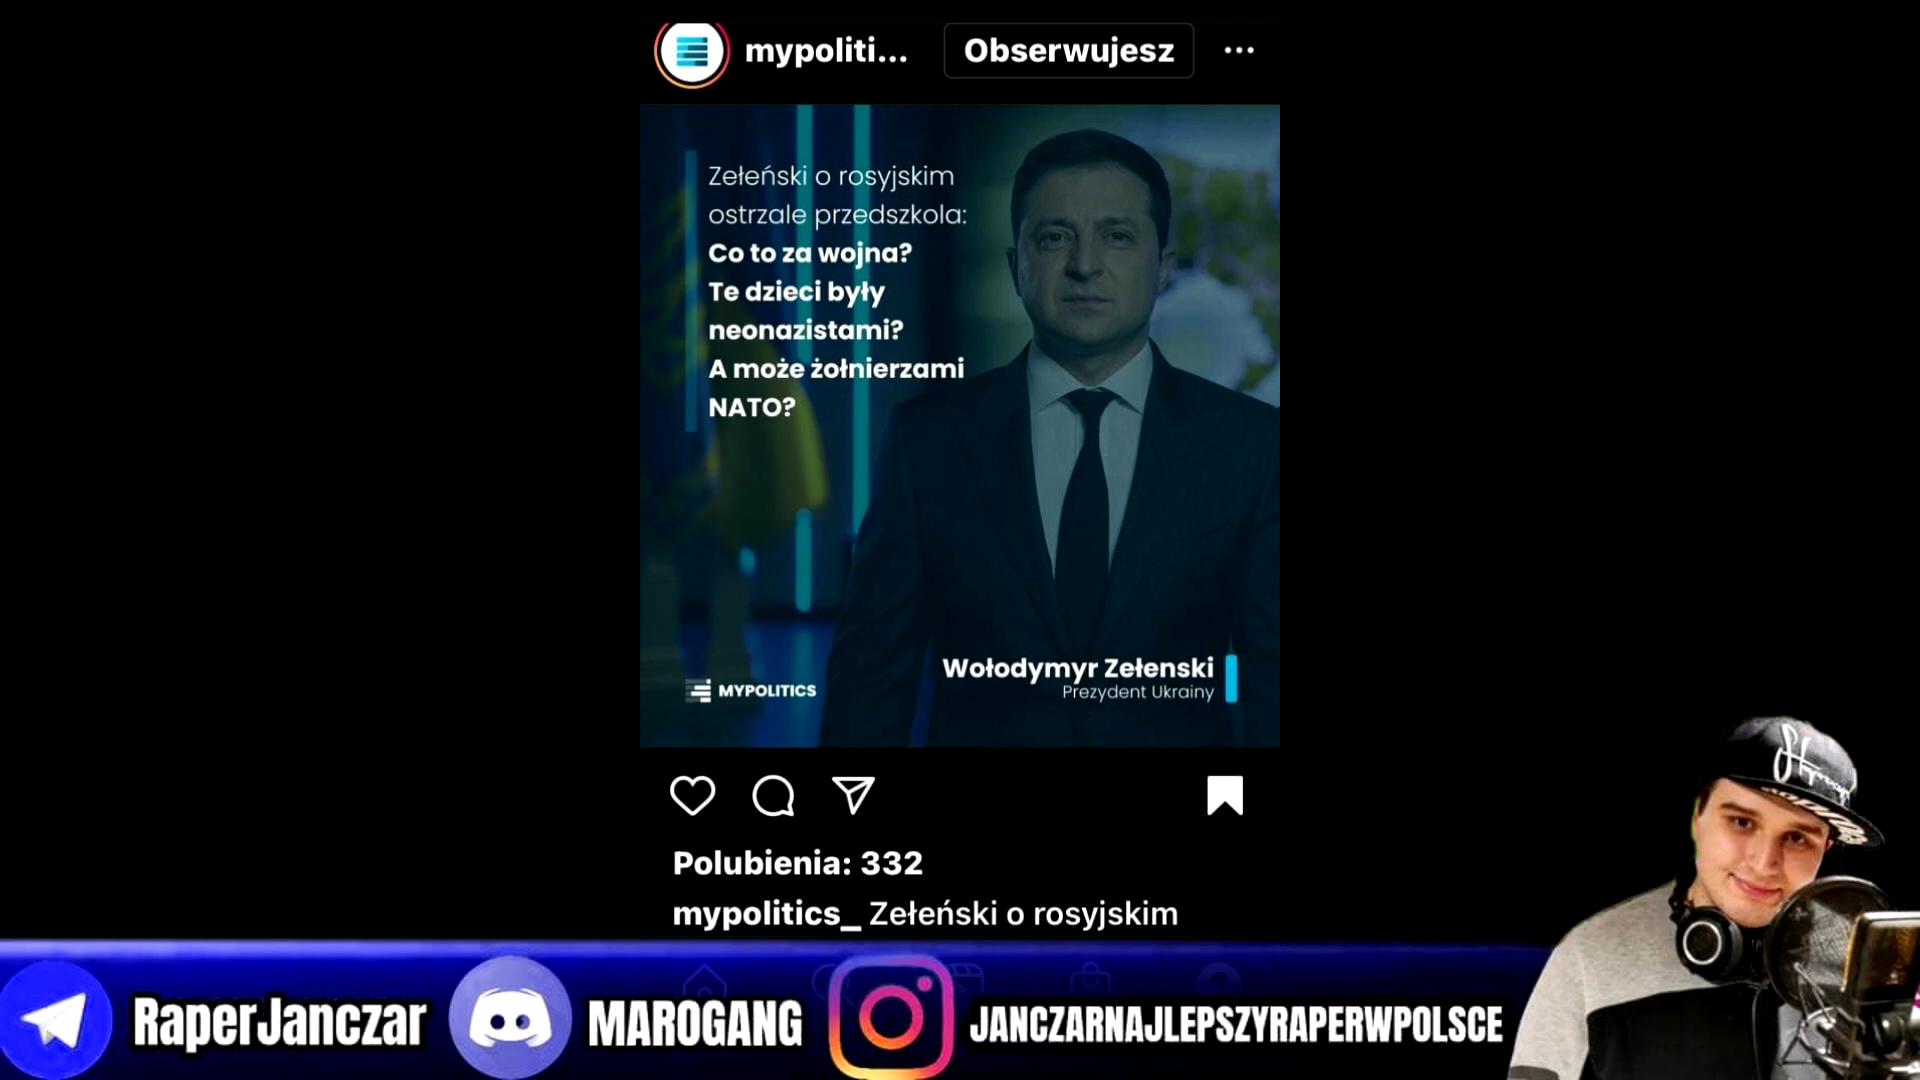 mypoliti...
Obserwujesz
Zełeński o rosyjskim
ostrzale przedszkola:
Co to za wojna?
Te dzieci były
neonazistami?
A może żołnierzami
NATO?
Wołodymyr Zełenski
Prezydent Ukrainy
MYPOLITICS
Polubienia: 332
mypolitics_ Zełeński o rosyjskim
RaperJanczar
MAROGANG
JANCZARNAJLEPSZYRAPERWPOLSCE